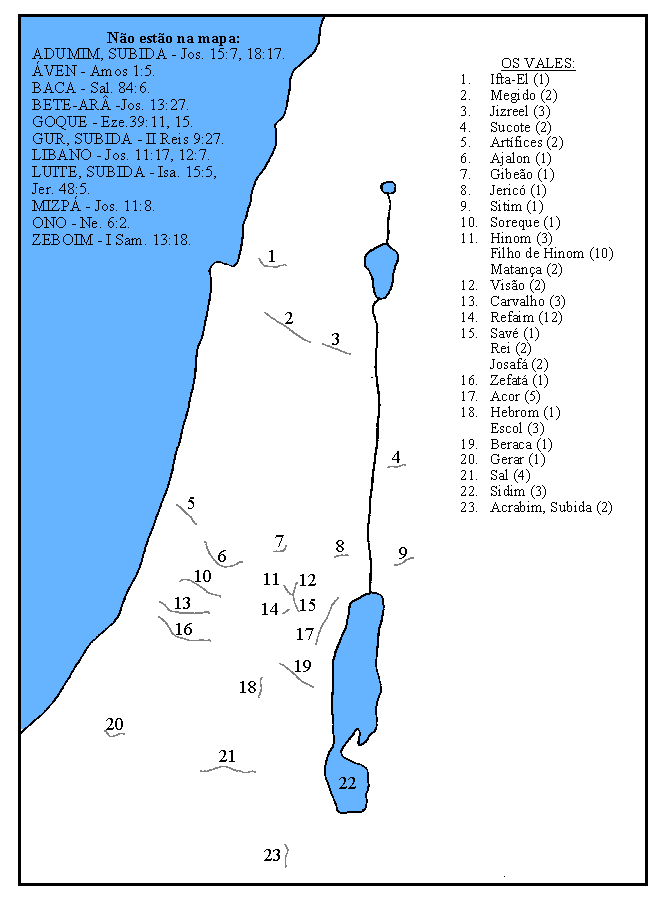 Não estão na mapa:
ADUMIM, SUBIDA - Jos. 15:7, 18:17.
ÁVEN - Amos 1:5.
BACA - Sal. 84:6.
BETE-ARÃ -Jos. 13:27.
GOQUE - Eze.39:11, 15.
GUR, SUBIDA - II Reis 9:27.
LIBANO - Jos. 11:17, 12:7.
LUITE, SUBIDA - Isa. 15:5,
Jer. 48:5.
MIZPÁ - Jos. 11:8.
ONO - Ne. 6:2.
ZEBOIM - I Sam. 13:18.
OS VALES:
1. Ifta-El (1)
2. Megido (2)
3. Jizreel (3)
4. Sucote (2)
5. Artífices (2)
6. Ajalon (1)
7. Gibeão (1)
8. Jericó (1)
9. Sitim (1)
10. Soreque (1)
11. Hinom (3)
Filho de Hinom (10)
Matança (2)
12. Visão (2)
13. Carvalho (3)
14. Refaim (12)
15. Savé (1)
Rei (2)
Josafá (2)
16. Zefatá (1)
17. Acor (5)
18. Hebrom (1)
Escol (3)
19. Beraca (1)
20. Gerar (1)
21. Sal (4)
22. Sidim (3)
23. Acrabim, Subida (2)
1
2
3
4
5
6
7
8
9
10
11
12
13
14
15
16
17
18
19
20
21
22
23